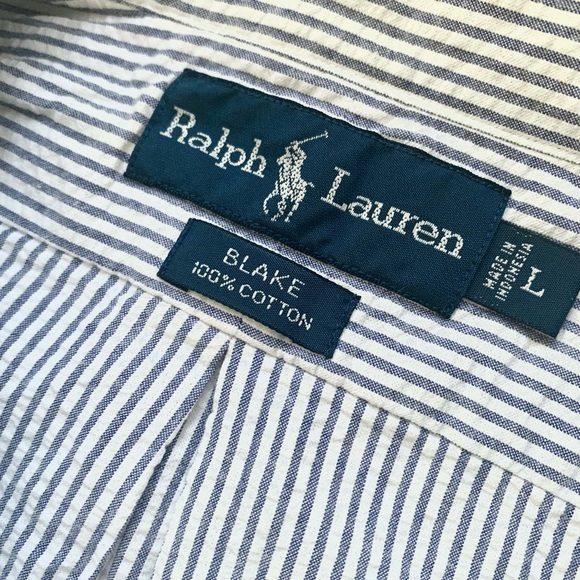 Ralph Lauren
BLAKE
100% COTTON
MADE IN
INDONESIA
L